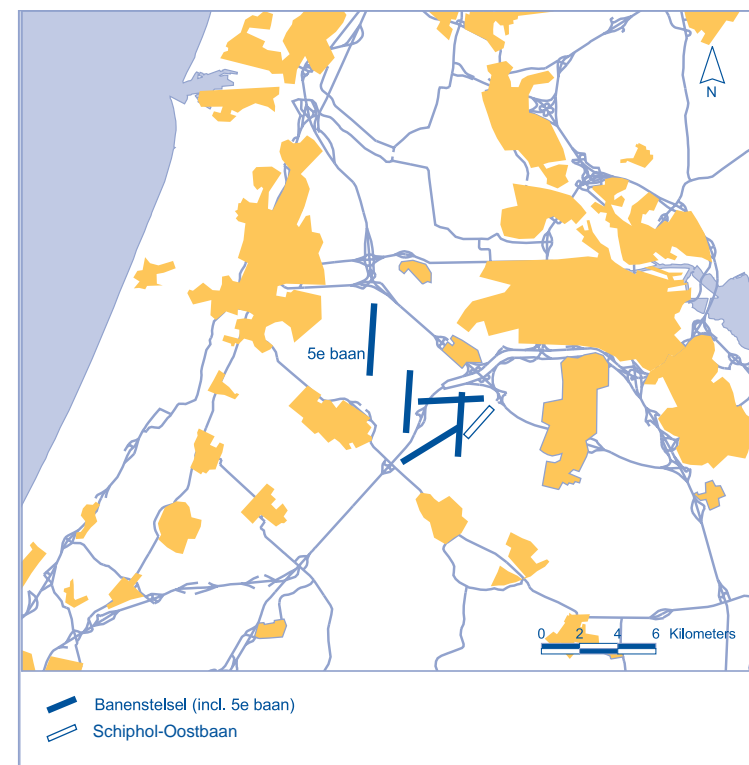 N
5e baan
0 2 4 6 Kilometers
Banenstelsel (incl. 5e baan)
Schiphol-Oostbaan